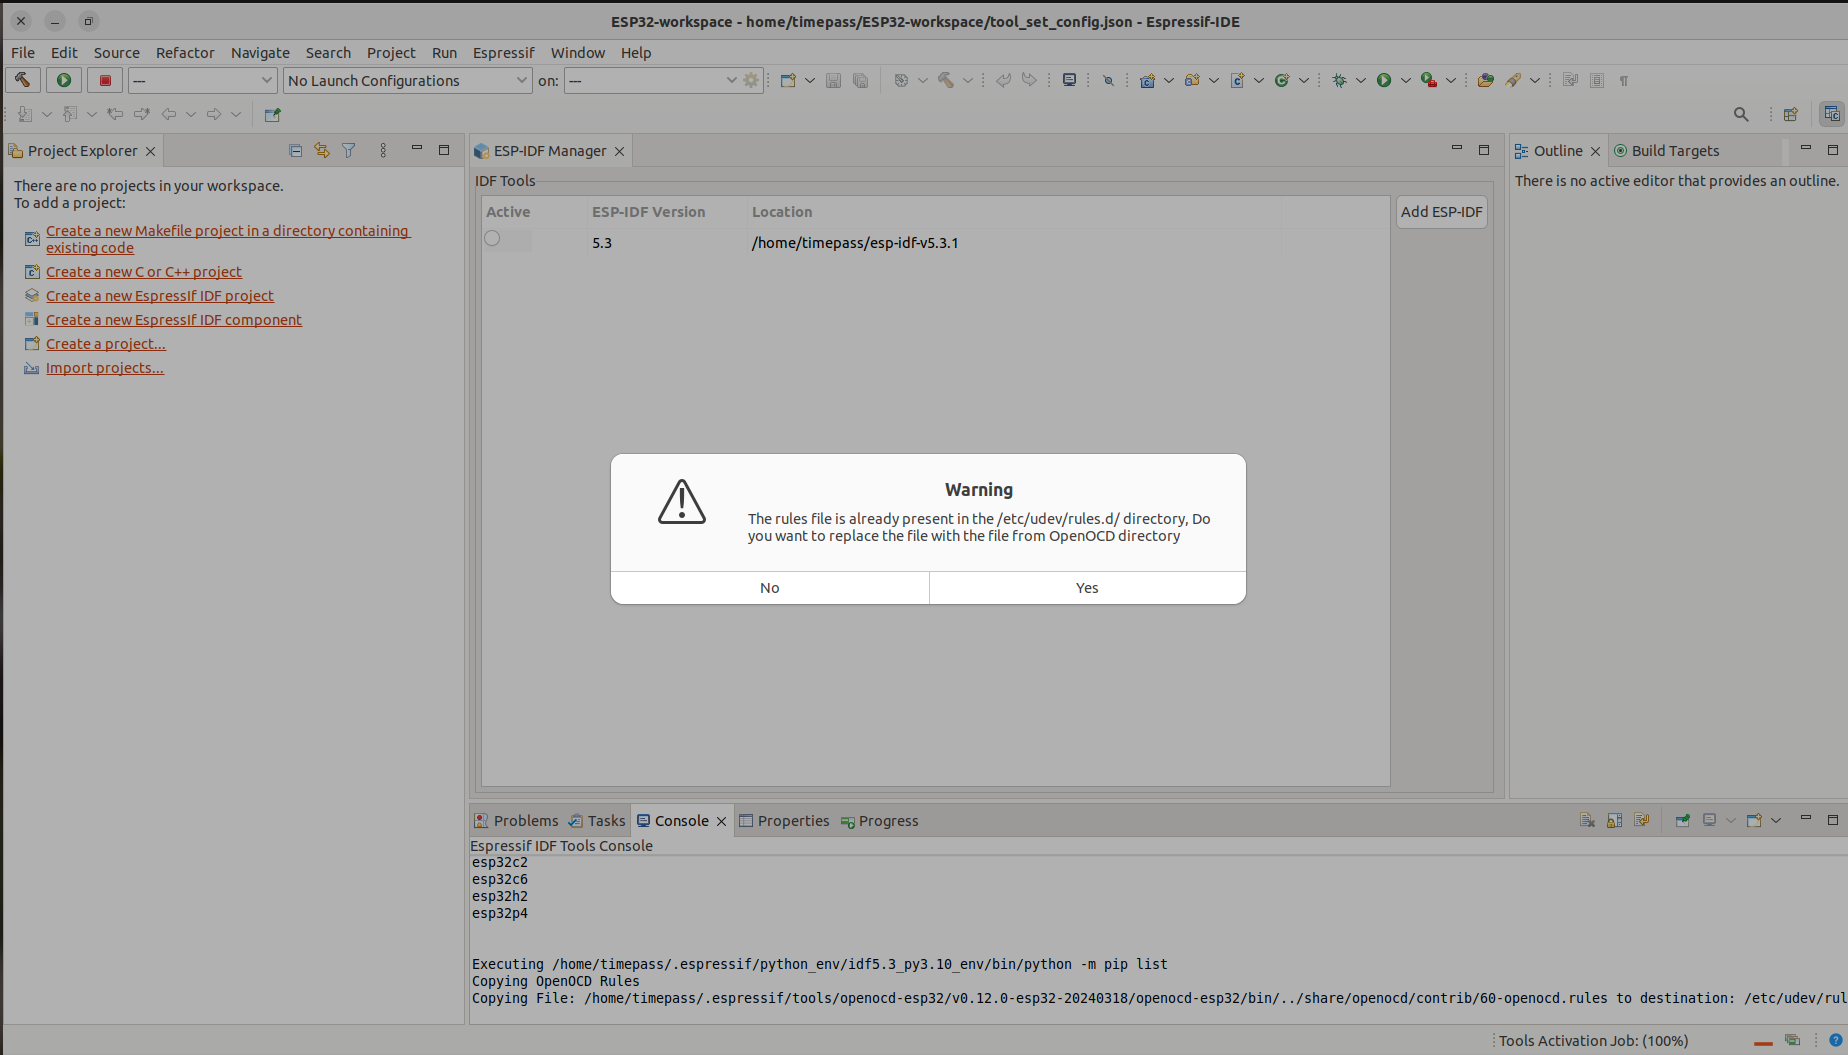 ESP32-workspace - home/timepass/ESP32-workspace/tool_set_config.json - Espressif-IDE
File Edit Source Refactor Navigate Search Project Run Espressif Window Help
--- No Launch Configurations on: ---
Project Explorer
There are no projects in your workspace.
To add a project:
Create a new Makefile project in a directory containing
existing code
Create a new C or C++ project
Create a new EspressIf IDF project
Create a new EspressIf IDF component
Create a project...
Import projects...
ESP-IDF Manager
IDF Tools
Active ESP-IDF Version Location
5.3 /home/timepass/esp-idf-v5.3.1
Add ESP-IDF
Outline Build Targets
There is no active editor that provides an outline.
Warning
The rules file is already present in the /etc/udev/rules.d/ directory, Do
you want to replace the file with the file from OpenOCD directory
No Yes
Problems Tasks Console Properties Progress
Espressif IDF Tools Console
esp32c2
esp32c6
esp32h2
esp32p4
Executing /home/timepass/.espressif/python_env/idf5.3_py3.10_env/bin/python -m pip list
Copying OpenOCD Rules
Copying File: /home/timepass/.espressif/tools/openocd-esp32/v0.12.0-esp32-20240318/openocd-esp32/bin/../share/openocd/contrib/60-openocd.rules to destination: /etc/udev/rul
Tools Activation Job: (100%)